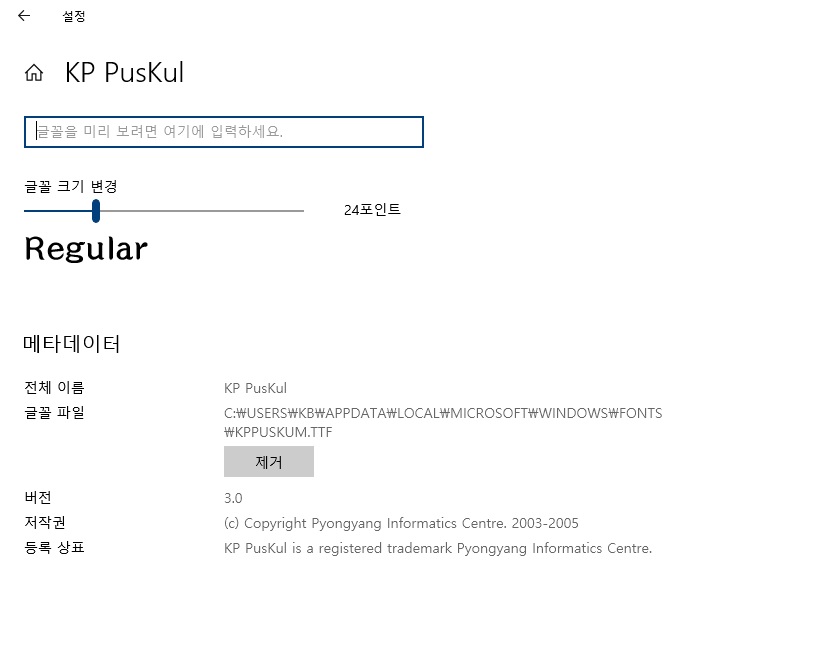 설정
KP PusKul
글꼴을 미리 보려면 여기에 입력하세요.
글꼴 크기 변경
24포인트
Regular
메타데이터
전체 이름 KP PusKul
글꼴 파일 C:₩USERS₩KB₩APPDATA₩LOCAL₩MICROSOFT₩WINDOWS₩FONTS
₩KPPUSKUM.TTF
제거
버전 3.0
저작권 (c) Copyright Pyongyang Informatics Centre. 2003-2005
등록 상표 KP PusKul is a registered trademark Pyongyang Informatics Centre.